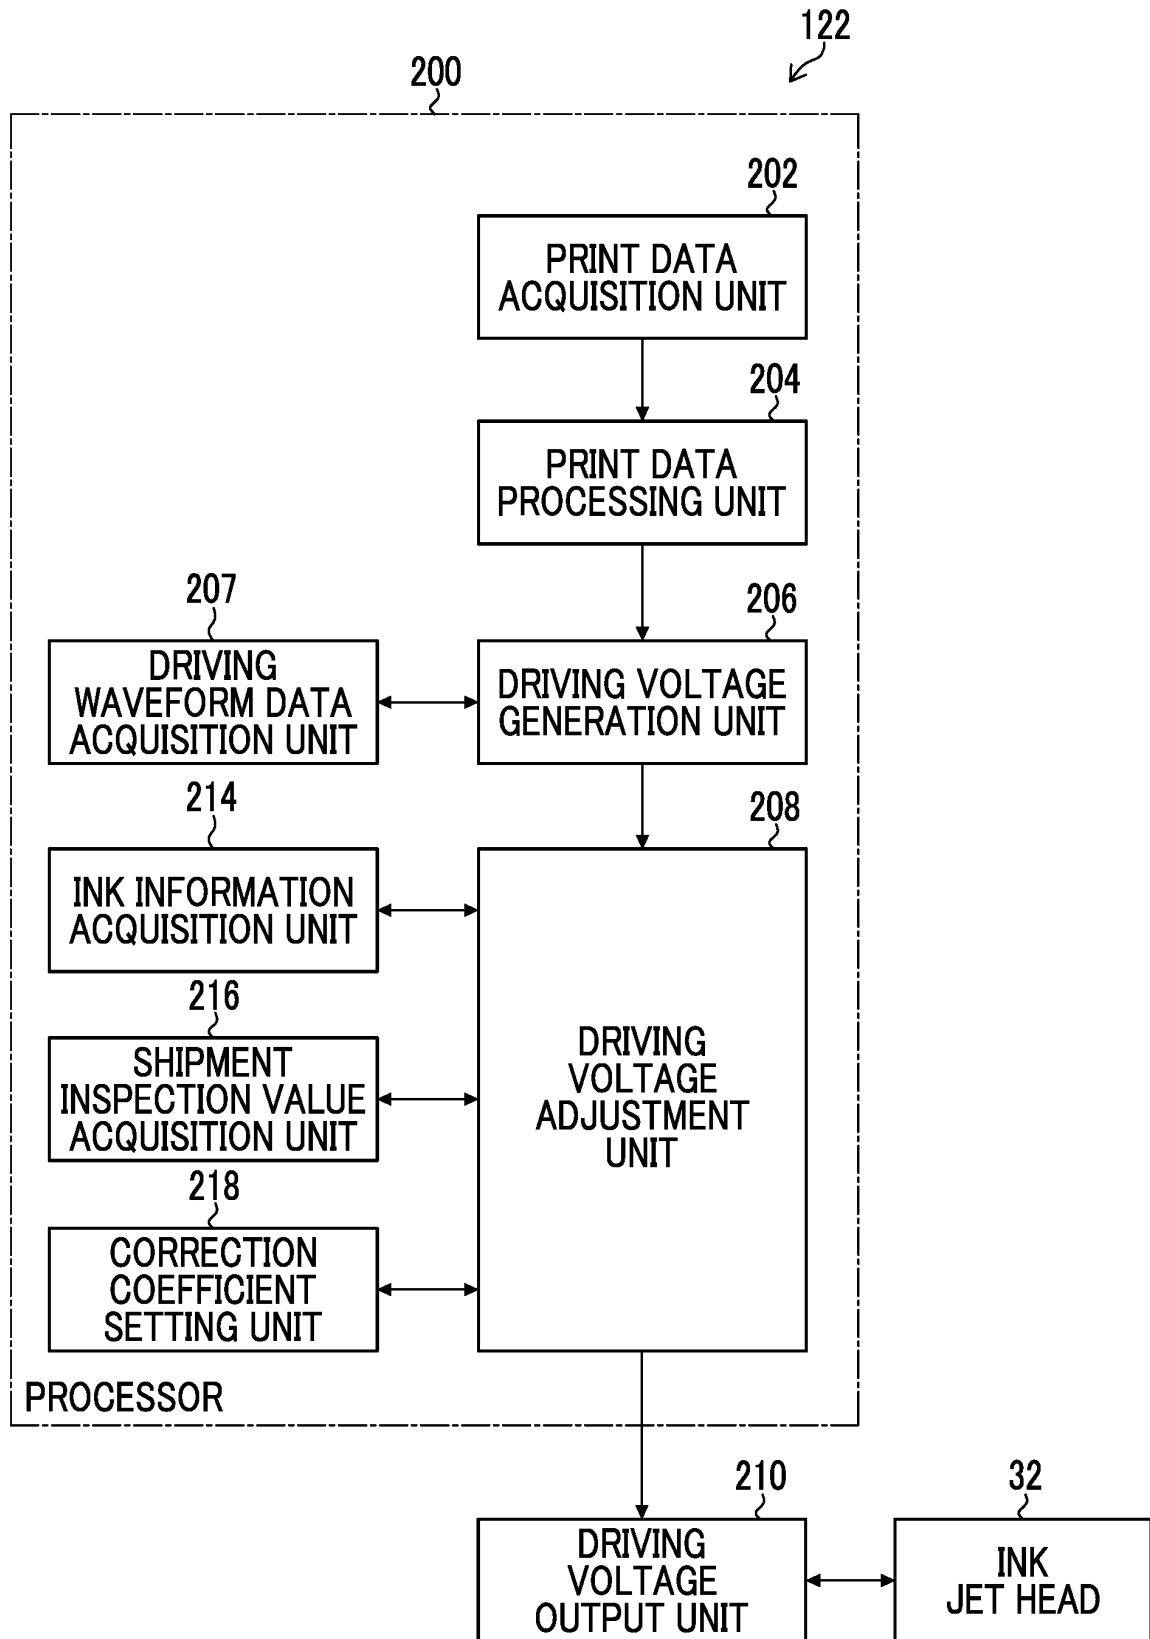 122
200
202
PRINT DATA
ACQUISITION UNIT
204
PRINT DATA
PROCESSING UNIT
207
DRIVING
WAVEFORM DATA
ACQUISITION UNIT
206
DRIVING VOLTAGE
GENERATION UNIT
214
INK INFORMATION
ACQUISITION UNIT
208
DRIVING
VOLTAGE
ADJUSTMENT
UNIT
216
SHIPMENT
INSPECTION VALUE
ACQUISITION UNIT
218
CORRECTION
COEFFICIENT
SETTING UNIT
PROCESSOR
210
DRIVING
VOLTAGE
OUTPUT UNIT
32
INK
JET HEAD